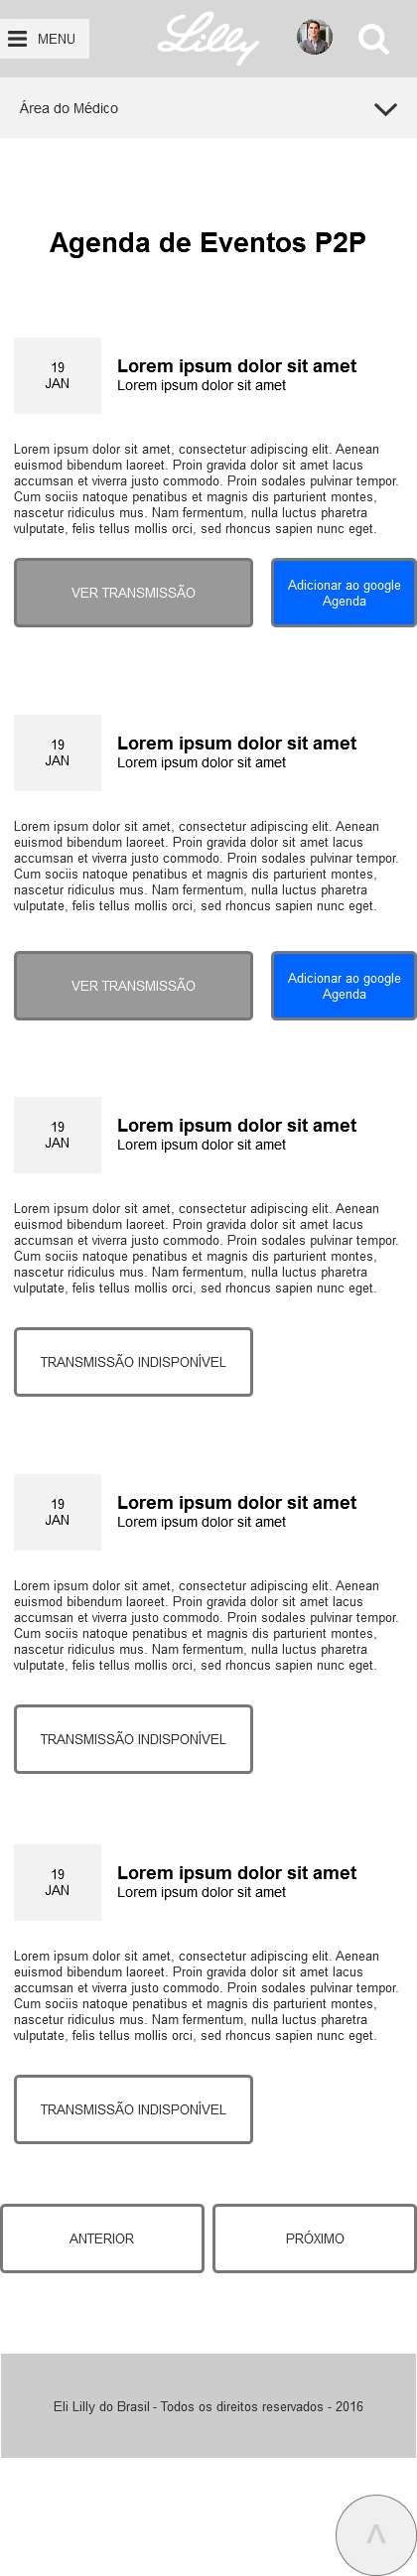 MENU
Lilly
Área do Médico
Agenda de Eventos P2P
19
JAN
Lorem ipsum dolor sit amet
Lorem ipsum dolor sit amet
Lorem ipsum dolor sit amet, consectetur adipiscing elit. Aenean
euismod bibendum laoreet. Proin gravida dolor sit amet lacus
accumsan et viverra justo commodo. Proin sodales pulvinar tempor.
Cum sociis natoque penatibus et magnis dis parturient montes,
nascetur ridiculus mus. Nam fermentum, nulla luctus pharetra
vulputate, felis tellus mollis orci, sed rhoncus sapien nunc eget.
VER TRANSMISSÃO
Adicionar ao google
Agenda
19
JAN
Lorem ipsum dolor sit amet
Lorem ipsum dolor sit amet
Lorem ipsum dolor sit amet, consectetur adipiscing elit. Aenean
euismod bibendum laoreet. Proin gravida dolor sit amet lacus
accumsan et viverra justo commodo. Proin sodales pulvinar tempor.
Cum sociis natoque penatibus et magnis dis parturient montes,
nascetur ridiculus mus. Nam fermentum, nulla luctus pharetra
vulputate, felis tellus mollis orci, sed rhoncus sapien nunc eget.
VER TRANSMISSÃO
Adicionar ao google
Agenda
19
JAN
Lorem ipsum dolor sit amet
Lorem ipsum dolor sit amet
Lorem ipsum dolor sit amet, consectetur adipiscing elit. Aenean
euismod bibendum laoreet. Proin gravida dolor sit amet lacus
accumsan et viverra justo commodo. Proin sodales pulvinar tempor.
Cum sociis natoque penatibus et magnis dis parturient montes,
nascetur ridiculus mus. Nam fermentum, nulla luctus pharetra
vulputate, felis tellus mollis orci, sed rhoncus sapien nunc eget.
TRANSMISSÃO INDISPONÍVEL
19
JAN
Lorem ipsum dolor sit amet
Lorem ipsum dolor sit amet
Lorem ipsum dolor sit amet, consectetur adipiscing elit. Aenean
euismod bibendum laoreet. Proin gravida dolor sit amet lacus
accumsan et viverra justo commodo. Proin sodales pulvinar tempor.
Cum sociis natoque penatibus et magnis dis parturient montes,
nascetur ridiculus mus. Nam fermentum, nulla luctus pharetra
vulputate, felis tellus mollis orci, sed rhoncus sapien nunc eget.
TRANSMISSÃO INDISPONÍVEL
19
JAN
Lorem ipsum dolor sit amet
Lorem ipsum dolor sit amet
Lorem ipsum dolor sit amet, consectetur adipiscing elit. Aenean
euismod bibendum laoreet. Proin gravida dolor sit amet lacus
accumsan et viverra justo commodo. Proin sodales pulvinar tempor.
Cum sociis natoque penatibus et magnis dis parturient montes,
nascetur ridiculus mus. Nam fermentum, nulla luctus pharetra
vulputate, felis tellus mollis orci, sed rhoncus sapien nunc eget.
TRANSMISSÃO INDISPONÍVEL
ANTERIOR
PRÓXIMO
Eli Lilly do Brasil - Todos os direitos reservados - 2016
^